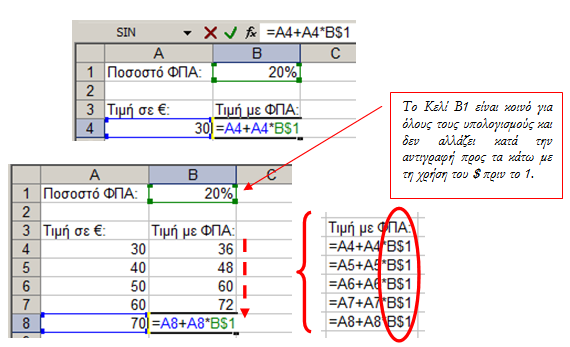 SIN =A4+A4*B$1
A B C
1 Ποσοστό ΦΠΑ: 20%
2
3 Τιμή σε €: Τιμή με ΦΠΑ:
4 30 =A4+A4*B$1
Το Κελί Β1 είναι κοινό για
όλους τους υπολογισμούς και
δεν αλλάζει κατά την
αντιγραφή προς τα κάτω με
τη χρήση του $ πριν το 1.
A B C
1 Ποσοστό ΦΠΑ: 20%
2
3 Τιμή σε €: Τιμή με ΦΠΑ:
4 30 36
5 40 48
6 50 60
7 60 72
8 70 =A8+A8*B$1
Τιμή με ΦΠΑ:
=A4+A4*B$1
=A5+A5*B$1
=A6+A6*B$1
=A7+A7*B$1
=A8+A8*B$1